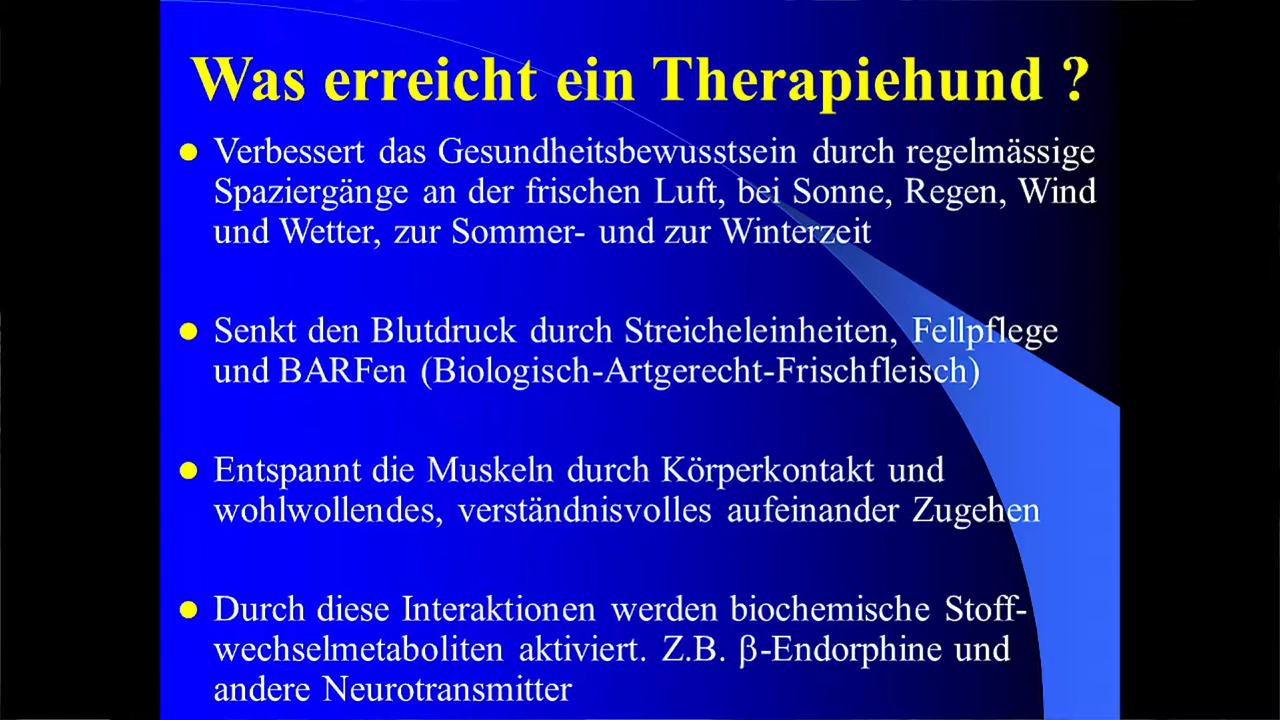 Was erreicht ein Therapiehund ?
Verbessert das Gesundheitsbewusstsein durch regelmässige
Spaziergänge an der frischen Luft, bei Sonne, Regen, Wind
und Wetter, zur Sommer- und zur Winterzeit
Senkt den Blutdruck durch Streicheleinheiten, Fellpflege
und BARFen (Biologisch-Artgerecht-Frischfleisch)
Entspannt die Muskeln durch Körperkontakt und
wohlwollendes, verständnisvolles aufeinander Zugehen
Durch diese Interaktionen werden biochemische Stoff-
wechselmetaboliten aktiviert. Z.B. β-Endorphine und
andere Neurotransmitter